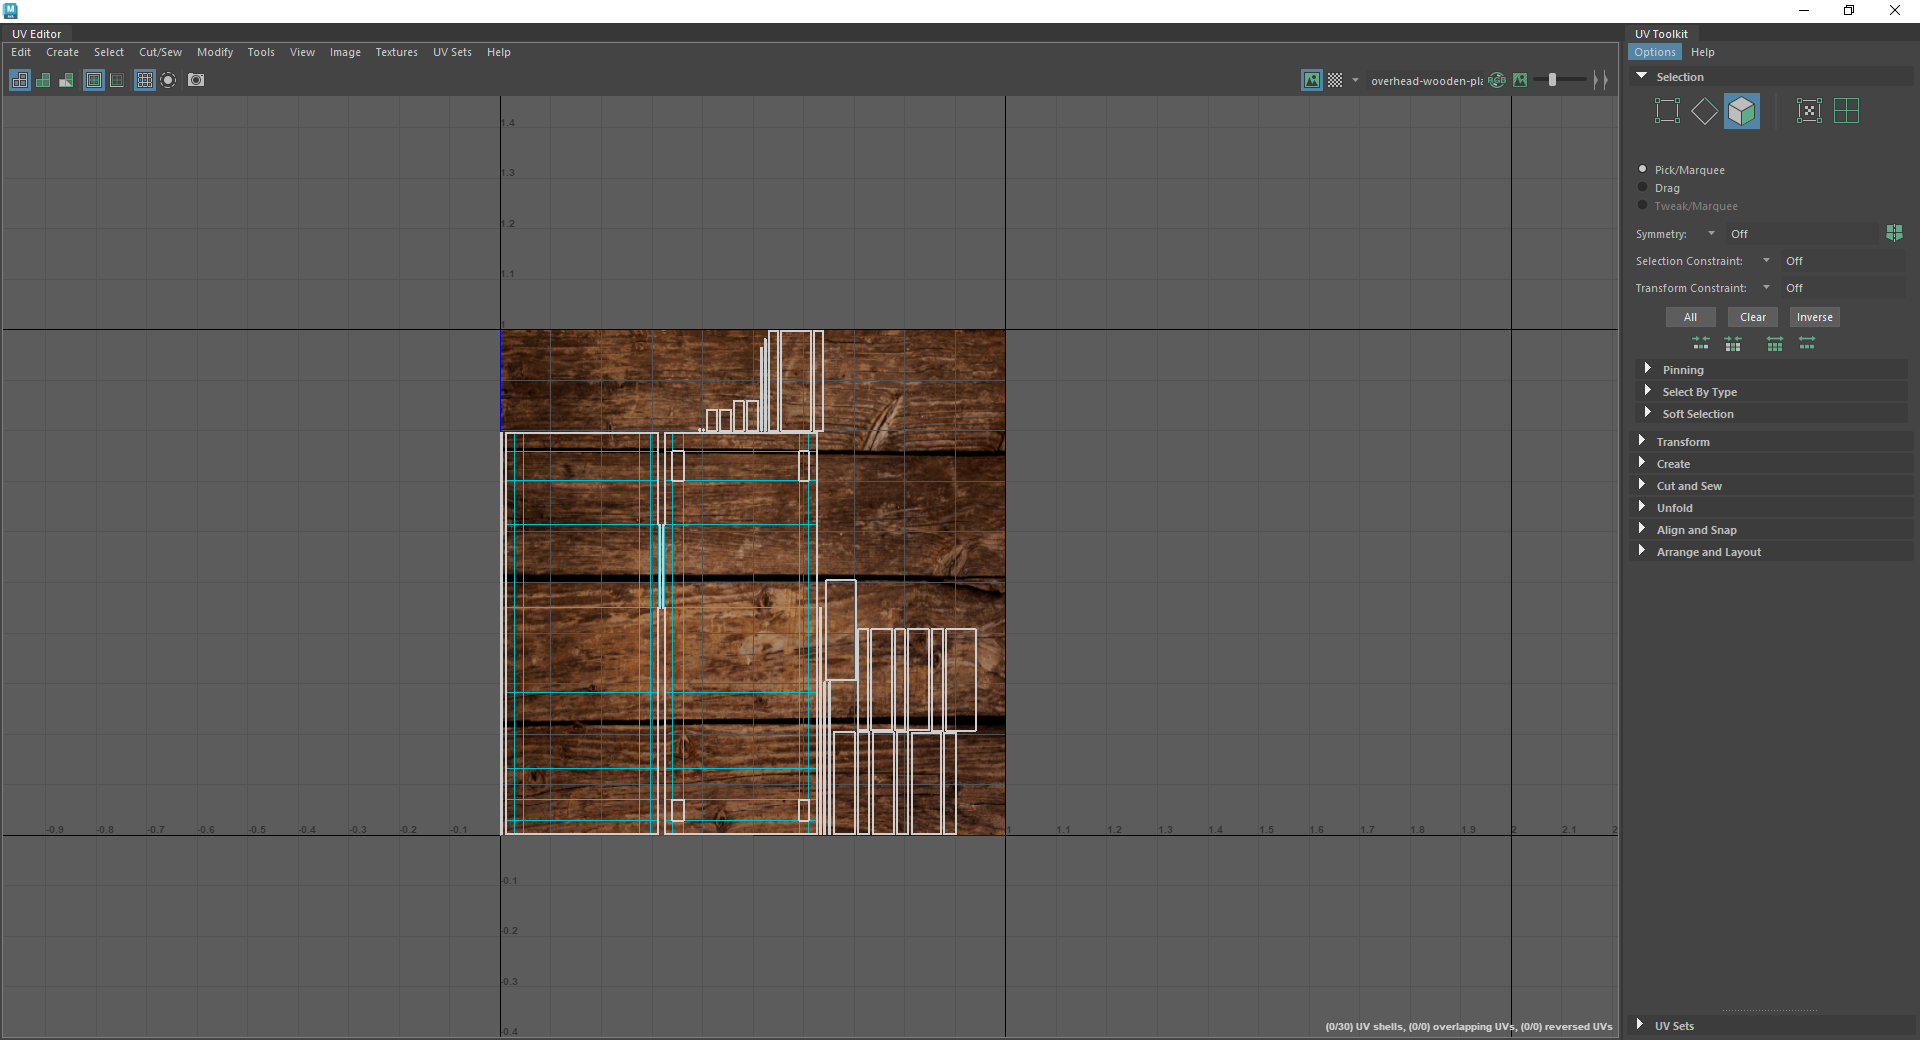 UV Editor
Edit Create Select Cut/Sew Modify Tools View Image Textures UV Sets Help
overhead-wooden-pla
RGB
1.4
1.3
1.2
1.1
1
-0.9 -0.8 -0.7 -0.6 -0.5 -0.4 -0.3 -0.2 -0.1 1 1.1 1.2 1.3 1.4 1.5 1.6 1.7 1.8 1.9 2 2.1 2
-0.1
-0.2
-0.3
-0.4
(0/30) UV shells, (0/0) overlapping UVs, (0/0) reversed UVs
UV Toolkit
Options Help
Selection
Pick/Marquee
Drag
Tweak/Marquee
Symmetry: Off
Selection Constraint: Off
Transform Constraint: Off
All Clear Inverse
Pinning
Select By Type
Soft Selection
Transform
Create
Cut and Sew
Unfold
Align and Snap
Arrange and Layout
UV Sets